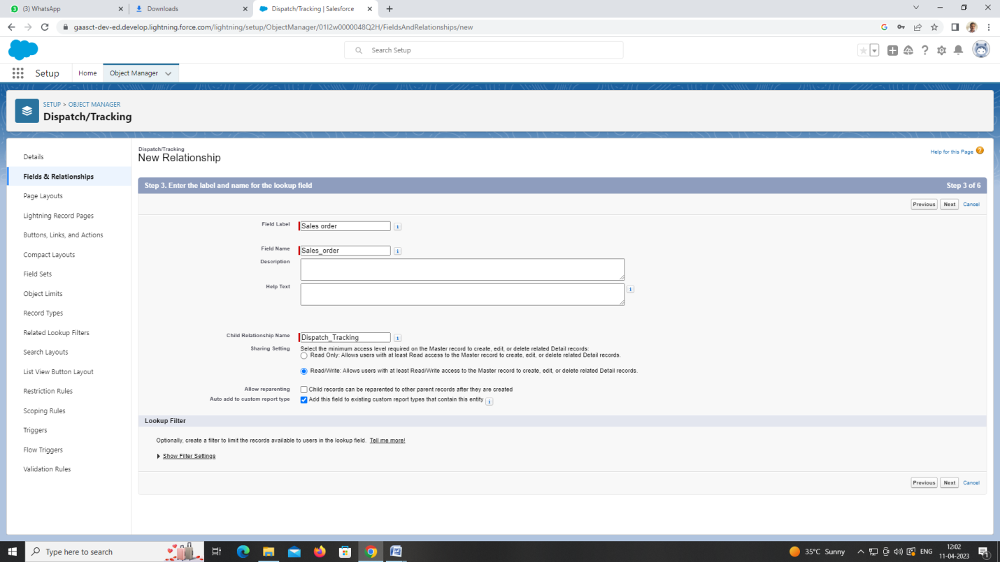 (3) WhatsApp
Downloads
Dispatch/Tracking | Salesforce
gaasct-dev-ed.develop.lightning.force.com/lightning/setup/ObjectManager/01I2w0000048Q2H/FieldsAndRelationships/new
Search Setup
Setup
Home
Object Manager
SETUP > OBJECT MANAGER
Dispatch/Tracking
Details
Fields & Relationships
Page Layouts
Lightning Record Pages
Buttons, Links, and Actions
Compact Layouts
Field Sets
Object Limits
Record Types
Related Lookup Filters
Search Layouts
List View Button Layout
Restriction Rules
Scoping Rules
Triggers
Flow Triggers
Validation Rules
Dispatch/Tracking
New Relationship
Help for this Page
Step 3. Enter the label and name for the lookup field
Step 3 of 6
Previous Next Cancel
Field Label Sales order
Field Name Sales_order
Description
Help Text
Child Relationship Name Dispatch_Tracking
Sharing Setting Select the minimum access level required on the Master record to create, edit, or delete related Detail records:
Read Only: Allows users with at least Read access to the Master record to create, edit, or delete related Detail records.
Read/Write: Allows users with at least Read/Write access to the Master record to create, edit, or delete related Detail records.
Allow reparenting Child records can be reparented to other parent records after they are created
Auto add to custom report type Add this field to existing custom report types that contain this entity
Lookup Filter
Optionally, create a filter to limit the records available to users in the lookup field. Tell me more!
Show Filter Settings
Previous Next Cancel
Type here to search
35°C Sunny
ENG
12:02
11-04-2023
1